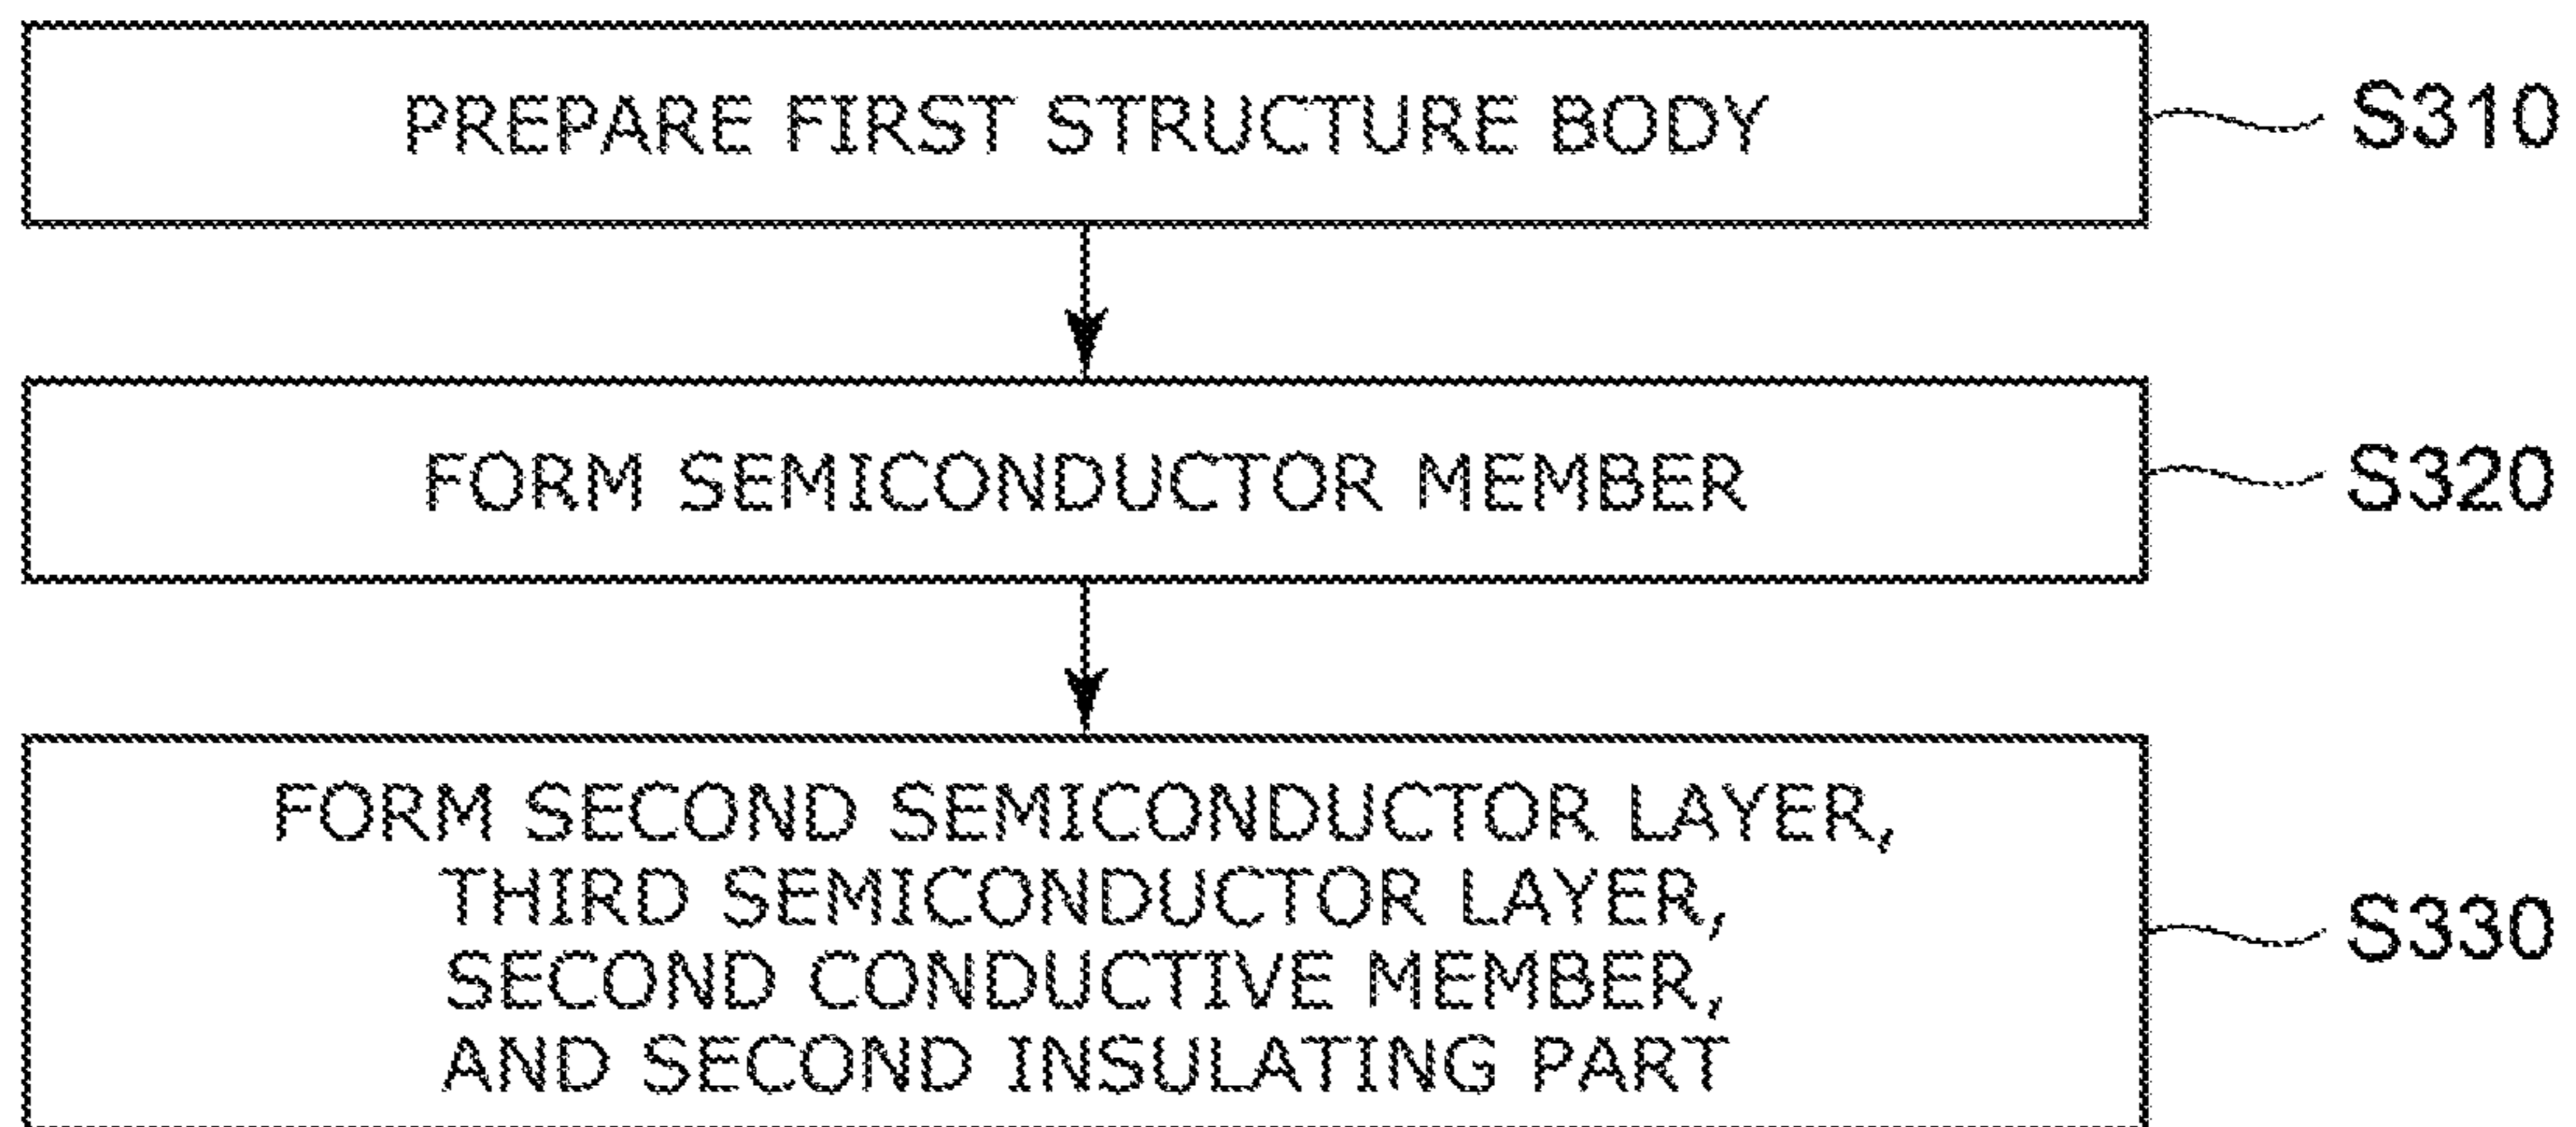 PREPARE FIRST STRUCTURE BODY
S310
FORM SEMICONDUCTOR MEMBER
S320
FORM SECOND SEMICONDUCTOR LAYER,
THIRD SEMICONDUCTOR LAYER,
SECOND CONDUCTIVE MEMBER,
AND SECOND INSULATING PART
S330